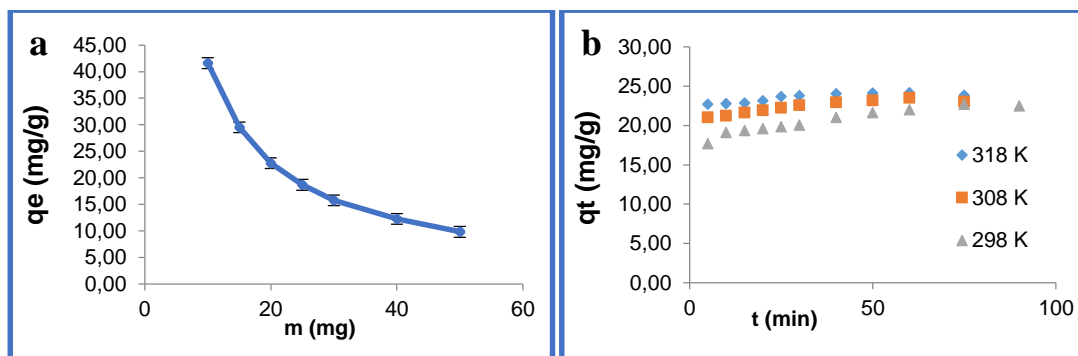 a
qe (mg/g)
45,00
40,00
35,00
30,00
25,00
20,00
15,00
10,00
5,00
0,00
0 20 40 60
m (mg)
b
qt (mg/g)
30,00
25,00
20,00
15,00
10,00
5,00
0,00
318 K
308 K
298 K
0 50 100
t (min)